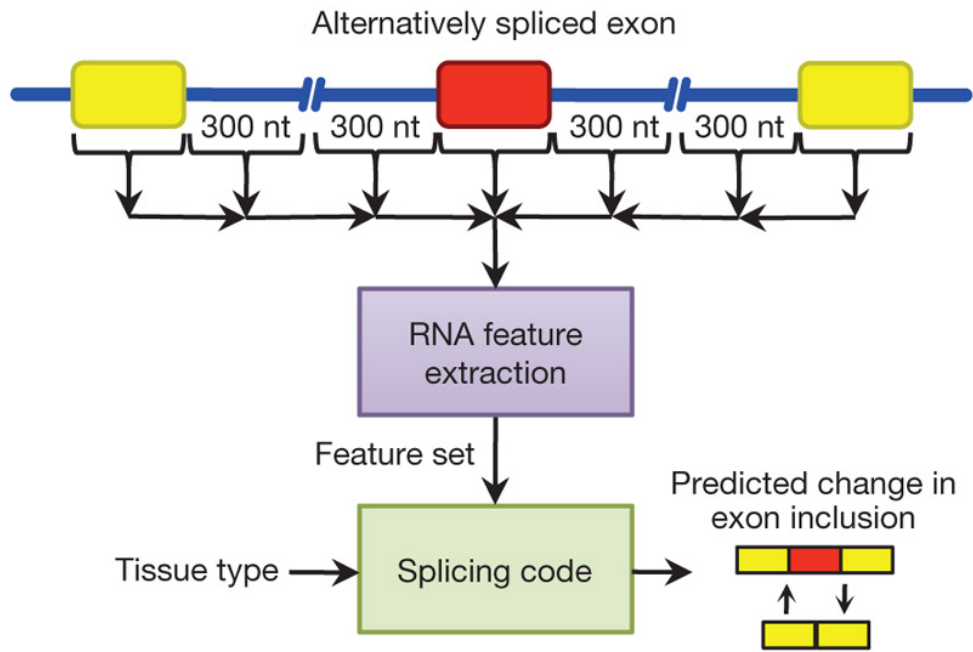 Alternatively spliced exon
300 nt 300 nt 300 nt 300 nt
RNA feature
extraction
Feature set
Predicted change in
exon inclusion
Tissue type
Splicing code